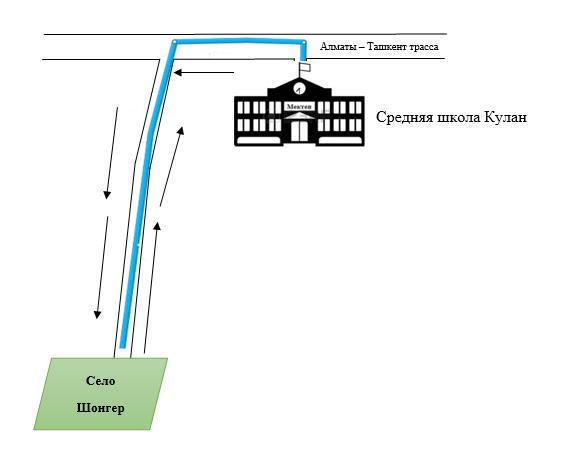 Алматы – Ташкент трасса
Мектеп
Средняя школа Кулан
Село
Шонгер